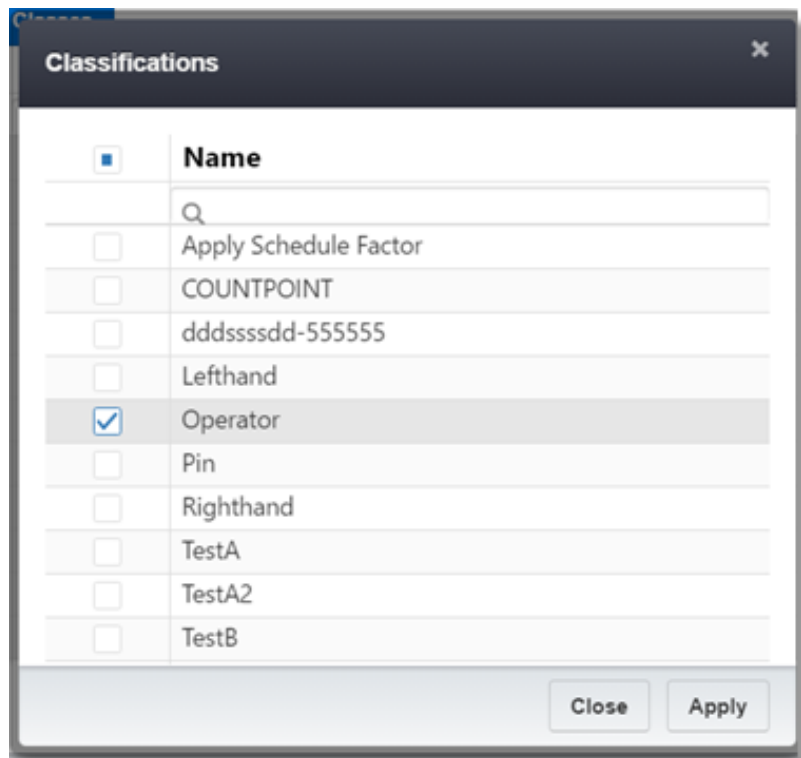 Classifications
Name
Apply Schedule Factor
COUNTPOINT
dddssssdd-555555
Lefthand
Operator
Pin
Righthand
TestA
TestA2
TestB
Close Apply